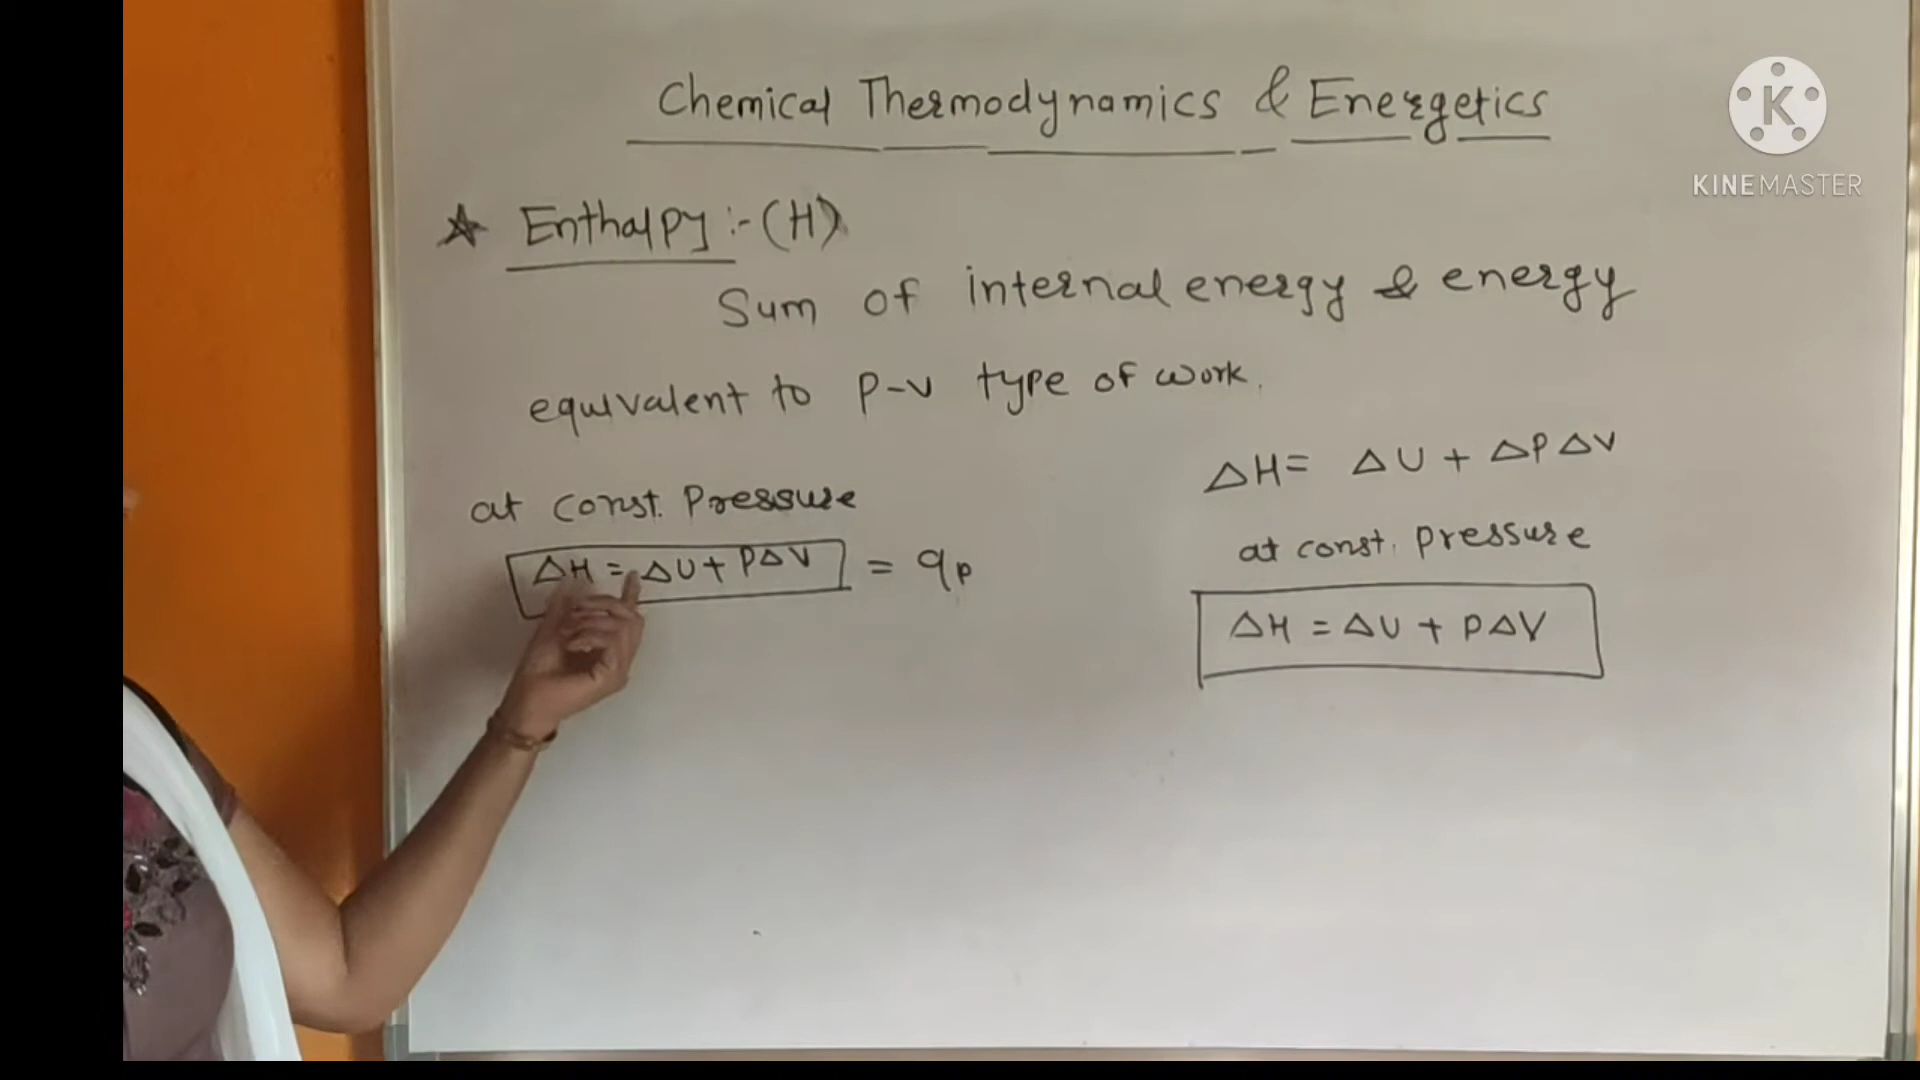 Chemical Thermodynamics & Energetics
KINEMASTER
★ Enthalpy :- (H)
Sum of internal energy & energy
equivalent to P-V type of work.
at const. Pressure
ΔH = ΔU + PΔV = qp
ΔH = ΔU + ΔPΔV
at const. pressure
ΔH = ΔU + PΔV